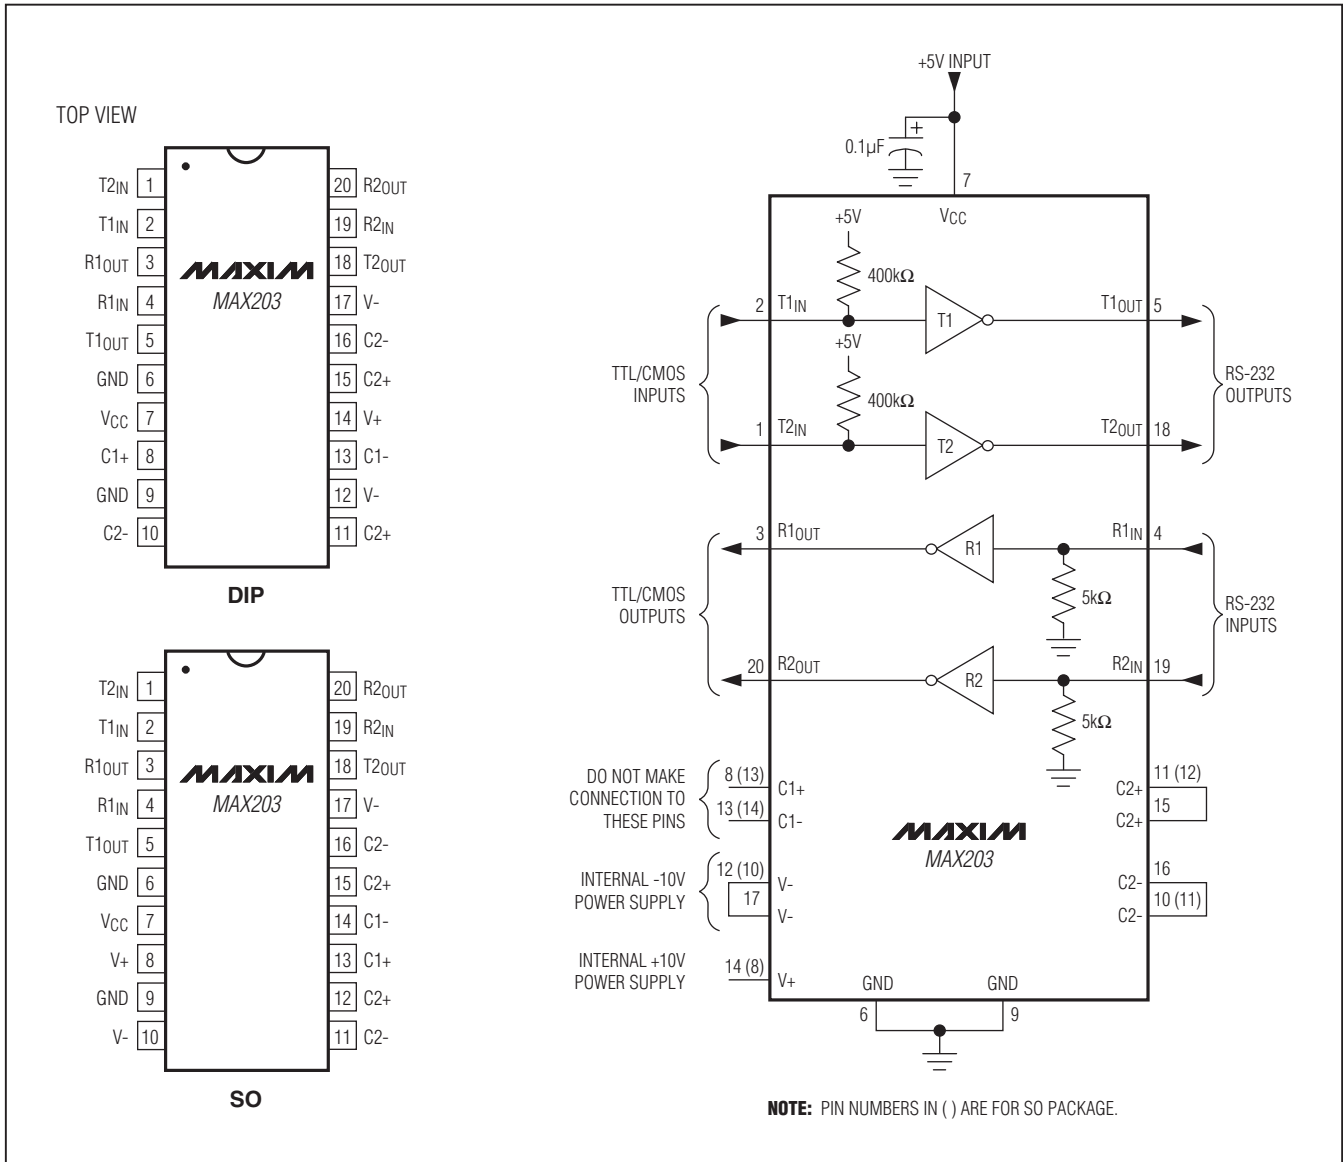 TOP VIEW
T2IN 1 20 R2OUT
T1IN 2 19 R2IN
R1OUT 3 18 T2OUT
R1IN 4 17 V-
T1OUT 5 16 C2-
GND 6 15 C2+
VCC 7 14 V+
C1+ 8 13 C1-
GND 9 12 V-
C2- 10 11 C2+
MAXIM
MAX203
DIP
T2IN 1 20 R2OUT
T1IN 2 19 R2IN
R1OUT 3 18 T2OUT
R1IN 4 17 V-
T1OUT 5 16 C2-
GND 6 15 C2+
VCC 7 14 C1-
V+ 8 13 C1+
GND 9 12 C2+
V- 10 11 C2-
MAXIM
MAX203
SO
+5V INPUT
0.1µF
+
7
VCC
+5V
400kΩ
2 T1IN
T1
T1OUT 5
+5V
400kΩ
TTL/CMOS
INPUTS
RS-232
OUTPUTS
1 T2IN
T2
T2OUT 18
3 R1OUT
R1
R1IN 4
5kΩ
TTL/CMOS
OUTPUTS
RS-232
INPUTS
20 R2OUT
R2
R2IN 19
5kΩ
DO NOT MAKE
CONNECTION TO
THESE PINS
8 (13)
C1+
13 (14)
C1-
11 (12)
C2+
15
C2+
MAXIM
MAX203
INTERNAL -10V
POWER SUPPLY
12 (10)
V-
17
V-
16
C2-
10 (11)
C2-
INTERNAL +10V
POWER SUPPLY
14 (8)
V+
GND
GND
6
9
NOTE: PIN NUMBERS IN ( ) ARE FOR SO PACKAGE.